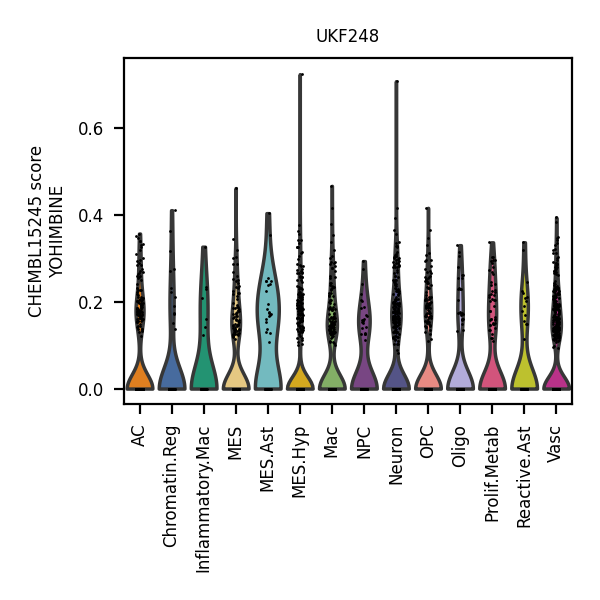 UKF248
CHEMBL15245 score
YOHIMBINE
0.6
0.4
0.2
0.0
AC
Chromatin.Reg
Inflammatory.Mac
MES
MES.Ast
MES.Hyp
Mac
NPC
Neuron
OPC
Oligo
Prolif.Metab
Reactive.Ast
Vasc